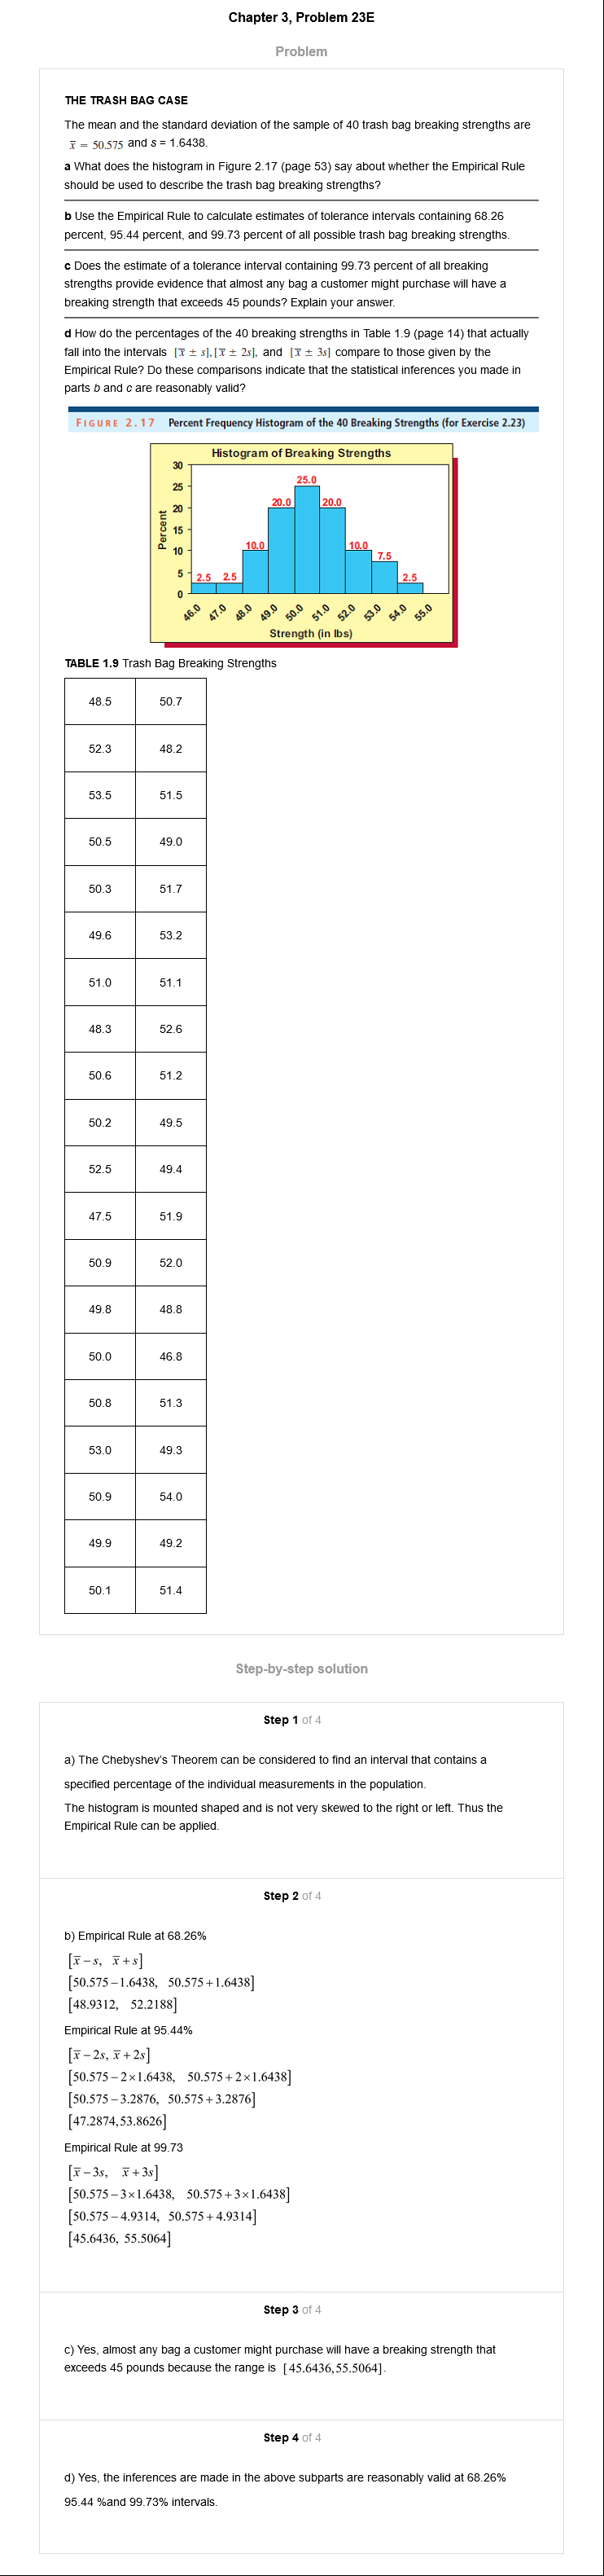 Chapter 3, Problem 23E
Problem
THE TRASH BAG CASE
The mean and the standard deviation of the sample of 40 trash bag breaking strengths are
x̅ = 50.575 and s = 1.6438.
a What does the histogram in Figure 2.17 (page 53) say about whether the Empirical Rule
should be used to describe the trash bag breaking strengths?
b Use the Empirical Rule to calculate estimates of tolerance intervals containing 68.26
percent, 95.44 percent, and 99.73 percent of all possible trash bag breaking strengths.
c Does the estimate of a tolerance interval containing 99.73 percent of all breaking
strengths provide evidence that almost any bag a customer might purchase will have a
breaking strength that exceeds 45 pounds? Explain your answer.
d How do the percentages of the 40 breaking strengths in Table 1.9 (page 14) that actually
fall into the intervals [x̅ ± s], [x̅ ± 2s], and [x̅ ± 3s] compare to those given by the
Empirical Rule? Do these comparisons indicate that the statistical inferences you made in
parts b and c are reasonably valid?
FIGURE 2.17 Percent Frequency Histogram of the 40 Breaking Strengths (for Exercise 2.23)
Histogram of Breaking Strengths
30
25
20
15
10
5
0
Percent
2.5 2.5 10.0 20.0 25.0 20.0 10.0 7.5 2.5
46.0 47.0 48.0 49.0 50.0 51.0 52.0 53.0 54.0 55.0
Strength (in lbs)
TABLE 1.9 Trash Bag Breaking Strengths
48.5 50.7
52.3 48.2
53.5 51.5
50.5 49.0
50.3 51.7
49.6 53.2
51.0 51.1
48.3 52.6
50.6 51.2
50.2 49.5
52.5 49.4
47.5 51.9
50.9 52.0
49.8 48.8
50.0 46.8
50.8 51.3
53.0 49.3
50.9 54.0
49.9 49.2
50.1 51.4
Step-by-step solution
Step 1 of 4
a) The Chebyshev's Theorem can be considered to find an interval that contains a
specified percentage of the individual measurements in the population.
The histogram is mounted shaped and is not very skewed to the right or left. Thus the
Empirical Rule can be applied.
Step 2 of 4
b) Empirical Rule at 68.26%
[x̅ − s, x̅ + s]
[50.575 − 1.6438, 50.575 + 1.6438]
[48.9312, 52.2188]
Empirical Rule at 95.44%
[x̅ − 2s, x̅ + 2s]
[50.575 − 2×1.6438, 50.575 + 2×1.6438]
[50.575 − 3.2876, 50.575 + 3.2876]
[47.2874,53.8626]
Empirical Rule at 99.73
[x̅ − 3s, x̅ + 3s]
[50.575 − 3×1.6438, 50.575 + 3×1.6438]
[50.575 − 4.9314, 50.575 + 4.9314]
[45.6436, 55.5064]
Step 3 of 4
c) Yes, almost any bag a customer might purchase will have a breaking strength that
exceeds 45 pounds because the range is [45.6436,55.5064].
Step 4 of 4
d) Yes, the inferences are made in the above subparts are reasonably valid at 68.26%
95.44 %and 99.73% intervals.